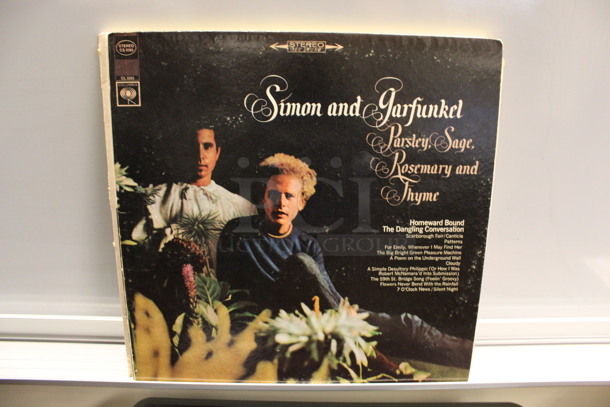 STEREO
CS 9363
STEREO
Simon and Garfunkel
Parsley, Sage,
Rosemary and
Thyme
Homeward Bound
The Dangling Conversation
Scarborough Fair/Canticle
Patterns
For Emily, Whenever I May Find Her
The Big Bright Green Pleasure Machine
A Poem on the Underground Wall
Cloudy
A Simple Desultory Philippic (Or How I Was
Robert McNamara'd Into Submission)
The 59th St. Bridge Song (Feelin' Groovy)
Flowers Never Bend With the Rainfall
7 O'Clock News/Silent Night